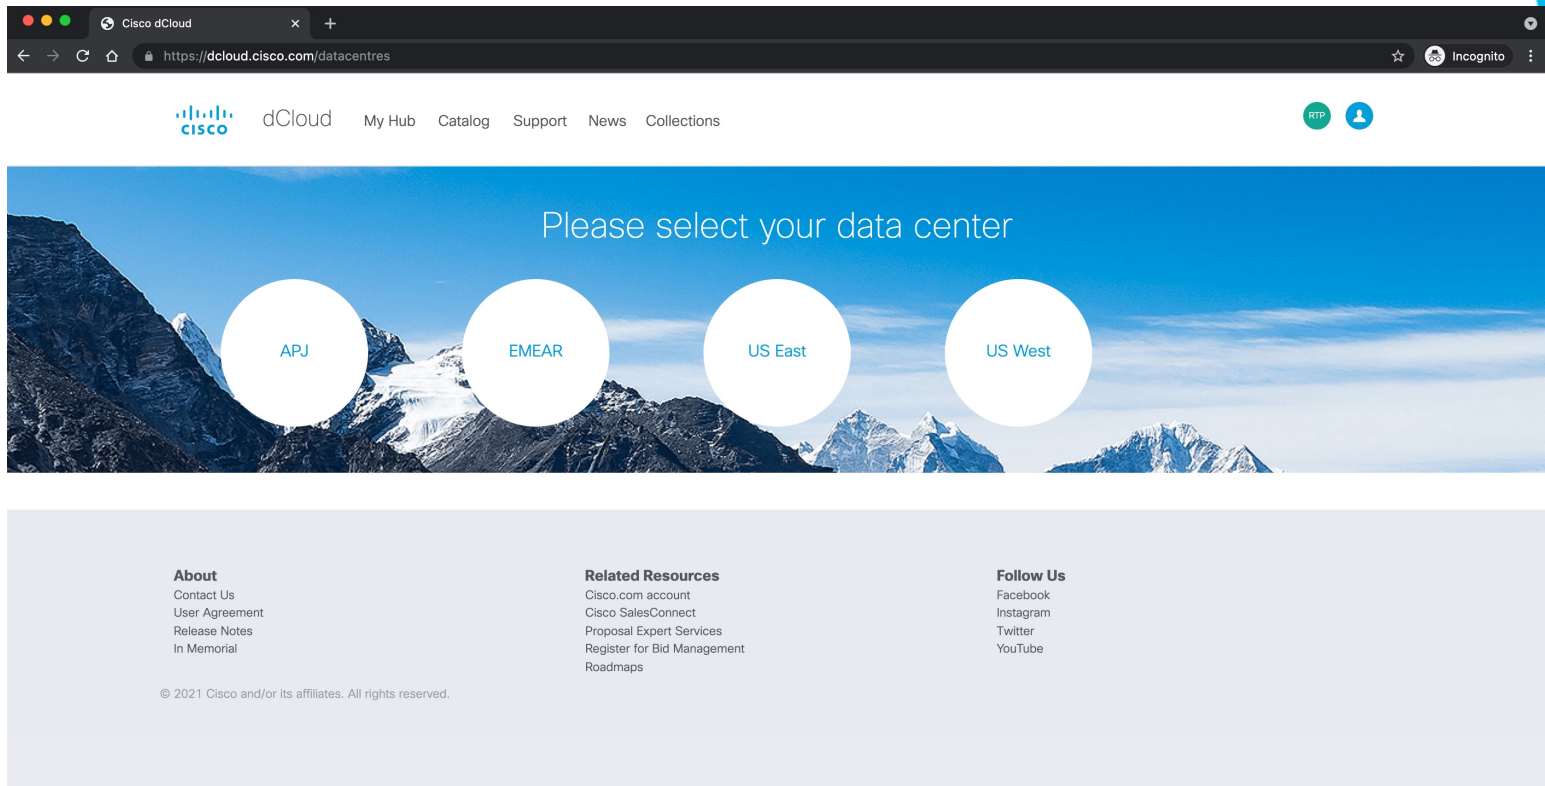 Cisco dCloud
https://dcloud.cisco.com/datacentres
Incognito
CISCO
dCloud My Hub Catalog Support News Collections
RTP
Please select your data center
APJ EMEAR US East US West
About
Contact Us
User Agreement
Release Notes
In Memorial
Related Resources
Cisco.com account
Cisco SalesConnect
Proposal Expert Services
Register for Bid Management
Roadmaps
Follow Us
Facebook
Instagram
Twitter
YouTube
© 2021 Cisco and/or its affiliates. All rights reserved.